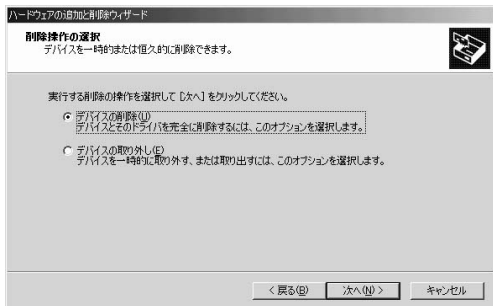 ハードウェアの追加と削除ウィザード
削除操作の選択
デバイスを一時的または恒久的に削除できます。
実行する削除の操作を選択して [次へ] をクリックしてください。
デバイスの削除(U)
デバイスとそのドライバを完全に削除するには、このオプションを選択します。
デバイスの取り外し(E)
デバイスを一時的に取り外す、または取り出すには、このオプションを選択します。
< 戻る(B) 次へ(N) > キャンセル